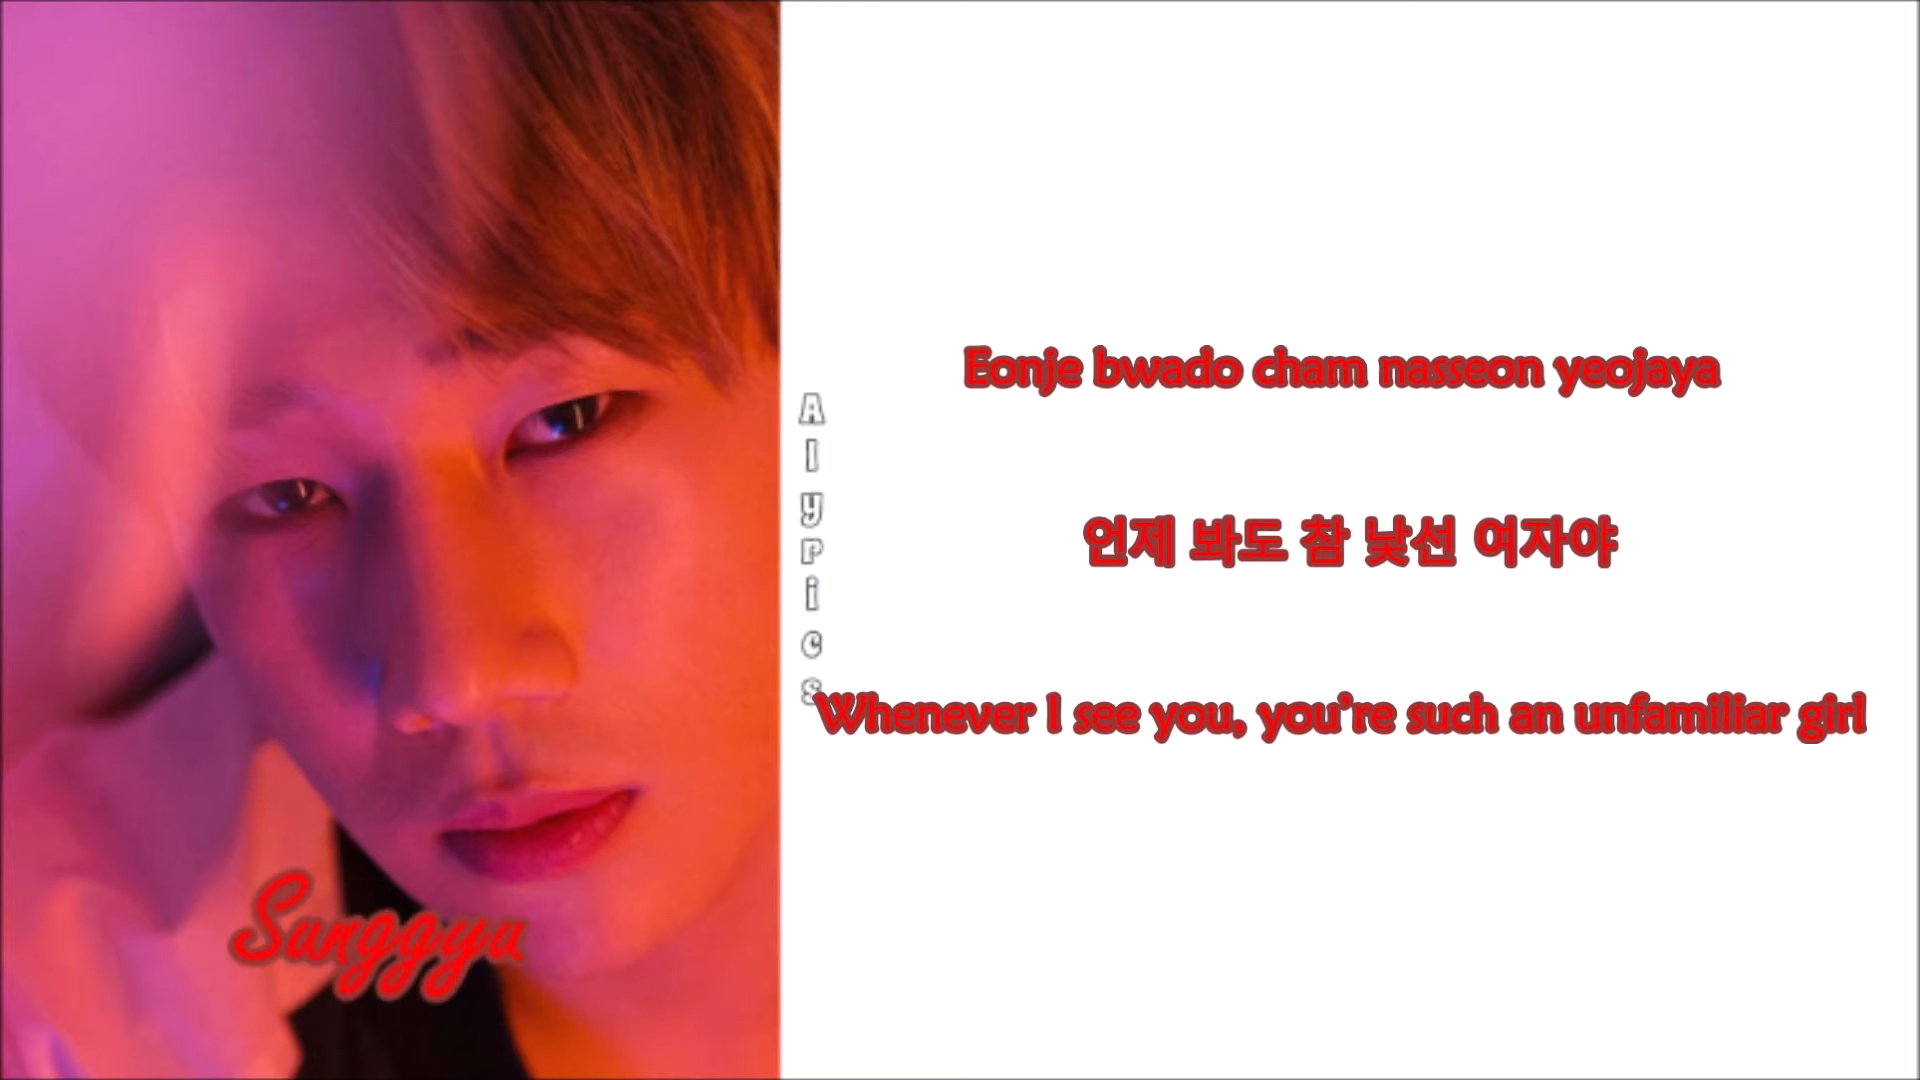 Eonje bwado cham nasseon yeojaya
언제 봐도 참 낯선 여자야
Whenever I see you, you're such an unfamiliar girl
Alypics
Sunggyu